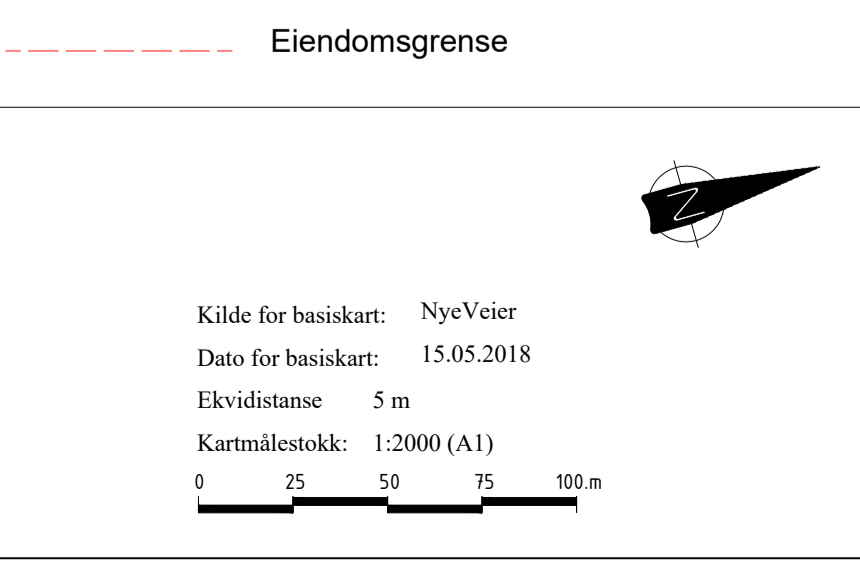 Eiendomsgrense
N
Kilde for basiskart: NyeVeier
Dato for basiskart: 15.05.2018
Ekvidistanse 5 m
Kartmålestokk: 1:2000 (A1)
0 25 50 75 100.m